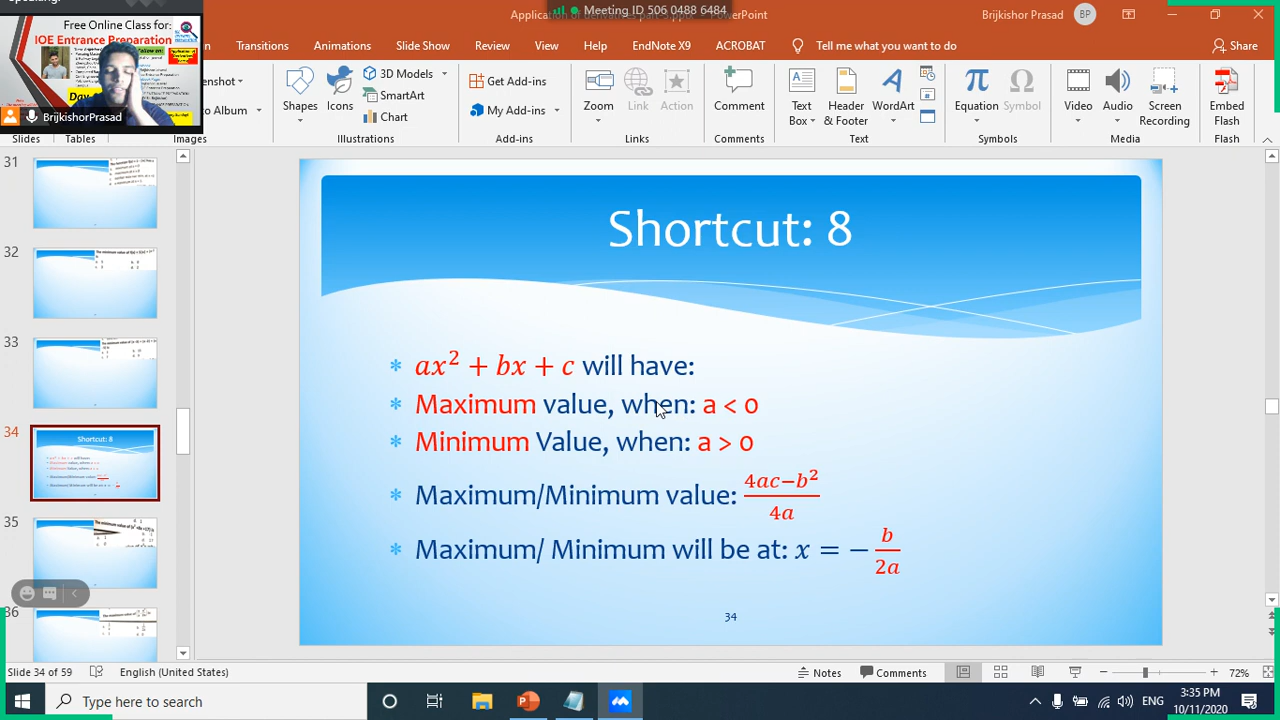 Speaking:
Free Online Class for:
IOE Entrance Preparation
Day
BrijkishorPrasad
Meeting ID 506 0488 6484
Application of
PowerPoint
Brijkishor Prasad
BP
Transitions
Animations
Slide Show
Review
View
Help
EndNote X9
ACROBAT
Tell me what you want to do
Share
Shapes
Icons
3D Models
SmartArt
Chart
Get Add-ins
My Add-ins
Zoom
Link
Action
Comment
Text
Box
Header
& Footer
WordArt
Equation
Symbol
Video
Audio
Screen
Recording
Embed
Flash
Slides
Tables
Images
Illustrations
Add-ins
Links
Comments
Text
Symbols
Media
Flash
31
32
33
34
35
36
Shortcut: 8
* ax² + bx + c will have:
* Maximum value, when: a < 0
* Minimum Value, when: a > 0
* Maximum/Minimum value: 4ac−b²/4a
* Maximum/ Minimum will be at: x = − b/2a
34
Slide 34 of 59
English (United States)
Notes
Comments
72%
Type here to search
ENG
3:35 PM
10/11/2020